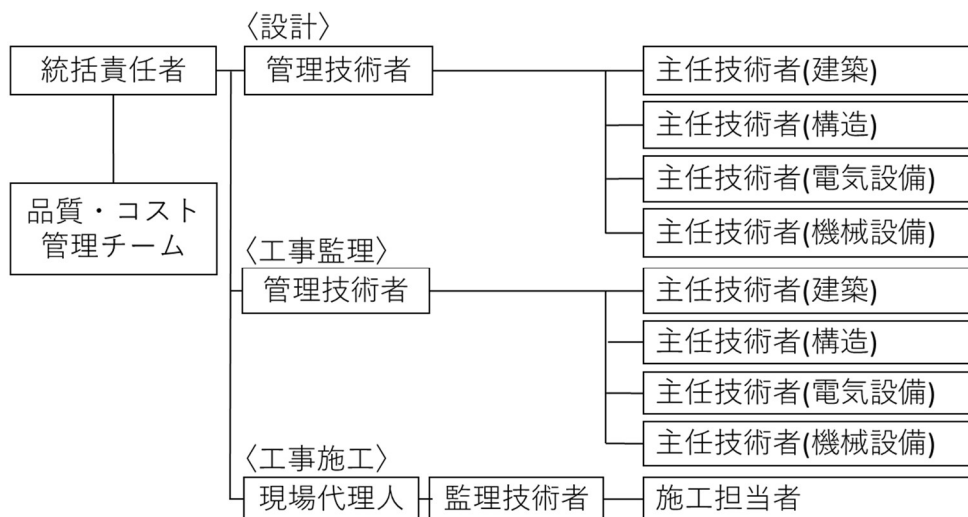 〈設計〉
統括責任者
管理技術者
主任技術者(建築)
主任技術者(構造)
主任技術者(電気設備)
主任技術者(機械設備)
品質・コスト
管理チーム
〈工事監理〉
管理技術者
主任技術者(建築)
主任技術者(構造)
主任技術者(電気設備)
主任技術者(機械設備)
〈工事施工〉
現場代理人
監理技術者
施工担当者